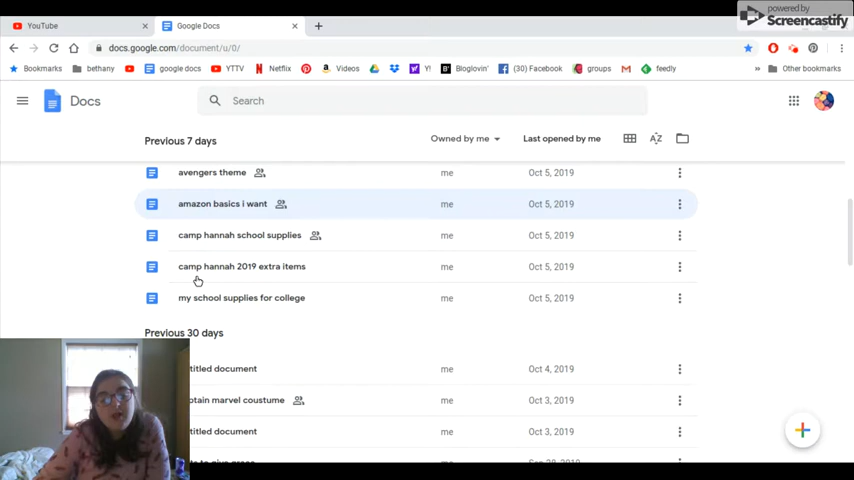 powered by
Screencastify
YouTube
Google Docs
docs.google.com/document/u/0/
Bookmarks
bethany
google docs
YTTV
Netflix
Videos
Y!
Bloglovin'
(30) Facebook
groups
feedly
Other bookmarks
Docs
Search
Previous 7 days
Owned by me
Last opened by me
avengers theme me Oct 5, 2019
amazon basics i want me Oct 5, 2019
camp hannah school supplies me Oct 5, 2019
camp hannah 2019 extra items me Oct 5, 2019
my school supplies for college me Oct 5, 2019
Previous 30 days
titled document me Oct 4, 2019
ptain marvel coustume me Oct 3, 2019
titled document me Oct 3, 2019